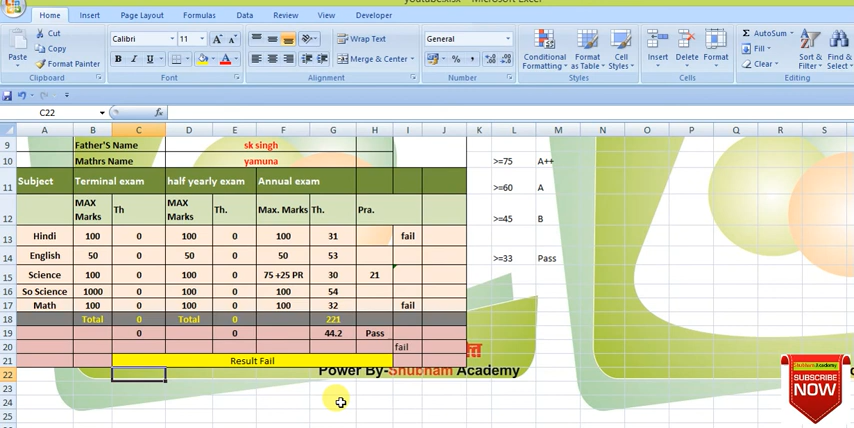 Home Insert Page Layout Formulas Data Review View Developer
Cut
Copy
Format Painter
Paste
Clipboard
Calibri 11
B I U
Font
Wrap Text
Merge & Center
Alignment
General
%
Number
Conditional Formatting
Format as Table
Cell Styles
Styles
Insert Delete Format
Cells
Σ AutoSum
Fill
Clear
Sort & Filter
Find & Select
Editing
C22 fx
A B C D E F G H I J K L M N O P Q R S
9 Father'S Name sk singh
10 Mathrs Name yamuna >=75 A++
11 Subject Terminal exam half yearly exam Annual exam >=60 A
12 MAX Marks Th MAX Marks Th. Max. Marks Th. Pra. >=45 B
13 Hindi 100 0 100 0 100 31 fail
14 English 50 0 50 0 50 53 >=33 Pass
15 Science 100 0 100 0 75 +25 PR 30 21
16 So Science 1000 0 100 0 100 54
17 Math 100 0 100 0 100 32 fail
18 Total 0 Total 0 221
19 0 0 44.2 Pass
20 fail
21 Result Fail
22 Power By-Shubham Academy
23
24
25
SUBSCRIBE
NOW